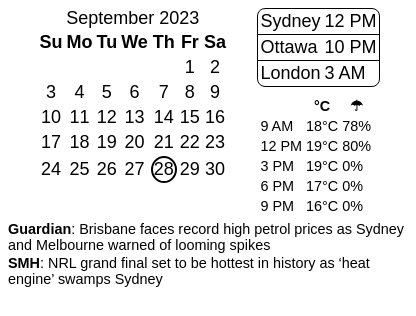 September 2023
Su Mo Tu We Th Fr Sa
1 2
3 4 5 6 7 8 9
10 11 12 13 14 15 16
17 18 19 20 21 22 23
24 25 26 27 28 29 30
Sydney 12 PM
Ottawa 10 PM
London 3 AM
°C ☂
9 AM 18°C 78%
12 PM 19°C 80%
3 PM 19°C 0%
6 PM 17°C 0%
9 PM 16°C 0%
Guardian: Brisbane faces record high petrol prices as Sydney
and Melbourne warned of looming spikes
SMH: NRL grand final set to be hottest in history as ‘heat
engine’ swamps Sydney